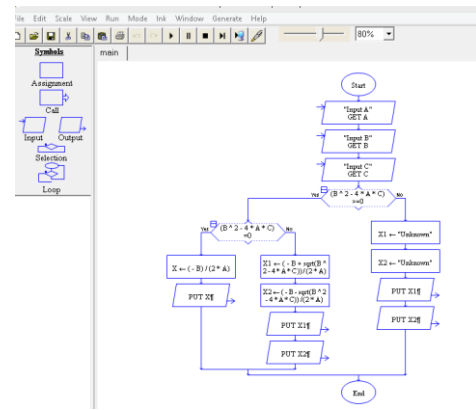 File Edit Scale View Run Mode Ink Window Generate Help
80%
Symbols
main
Assignment
Call
Input Output
Selection
Loop
Start
"Input A"
GET A
"Input B"
GET B
"Input C"
GET C
Yes
(B ^ 2 - 4 * A * C)
>=0
No
Yes
(B ^ 2 - 4 * A * C)
=0
No
X1 ← "Unknown"
X2 ← "Unknown"
PUT X1¶
PUT X2¶
X ← (- B) / (2 * A)
PUT X¶
X1 ← (- B + sqrt(B ^
2 - 4 * A * C)) / (2 * A)
X2 ← (- B - sqrt(B ^ 2
- 4 * A * C)) / (2 * A)
PUT X1¶
PUT X2¶
End